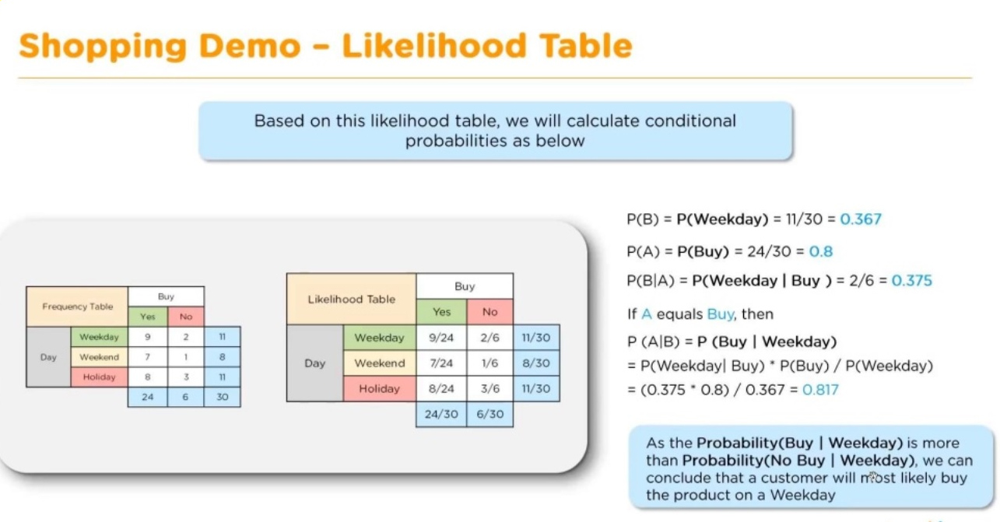 Shopping Demo – Likelihood Table
Based on this likelihood table, we will calculate conditional
probabilities as below
Frequency Table
Buy
Yes No
Day
Weekday 9 2 11
Weekend 7 1 8
Holiday 8 3 11
24 6 30
Likelihood Table
Buy
Yes No
Day
Weekday 9/24 2/6 11/30
Weekend 7/24 1/6 8/30
Holiday 8/24 3/6 11/30
24/30 6/30
P(B) = P(Weekday) = 11/30 = 0.367
P(A) = P(Buy) = 24/30 = 0.8
P(B|A) = P(Weekday | Buy ) = 2/6 = 0.375
If A equals Buy, then
P (A|B) = P (Buy | Weekday)
= P(Weekday| Buy) * P(Buy) / P(Weekday)
= (0.375 * 0.8) / 0.367 = 0.817
As the Probability(Buy | Weekday) is more
than Probability(No Buy | Weekday), we can
conclude that a customer will most likely buy
the product on a Weekday